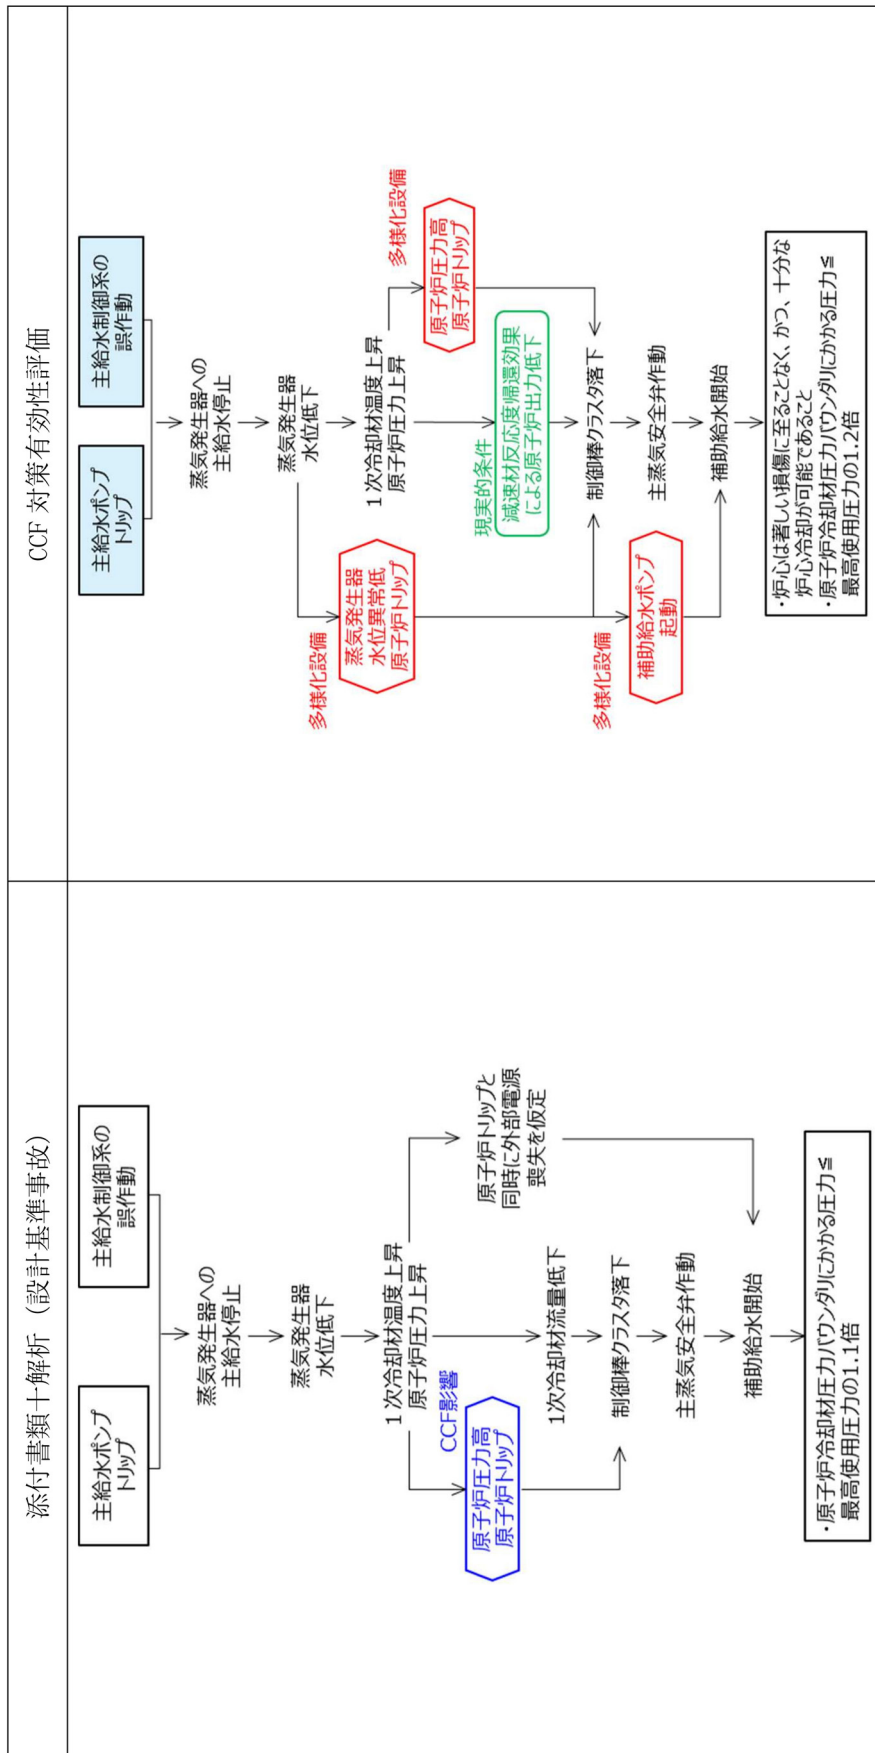 添付書類十解析 (設計基準事故)
主給水ポンプ
トリップ
主給水制御系の
誤作動
蒸気発生器への
主給水停止
蒸気発生器
水位低下
1次冷却材温度上昇
原子炉圧力上昇
CCF影響
原子炉圧力高
原子炉トリップ
1次冷却材流量低下
原子炉トリップと
同時に外部電源
喪失を仮定
制御棒クラスタ落下
主蒸気安全弁作動
補助給水開始
・原子炉冷却材圧力バウンダリにかかる圧力≦
最高使用圧力の1.1倍
CCF 対策有効性評価
主給水ポンプ
トリップ
主給水制御系の
誤作動
蒸気発生器への
主給水停止
蒸気発生器
水位低下
多様化設備
蒸気発生器
水位異常低
原子炉トリップ
1次冷却材温度上昇
原子炉圧力上昇
多様化設備
原子炉圧力高
原子炉トリップ
現実的条件
減速材反応度帰還効果
による原子炉出力低下
制御棒クラスタ落下
主蒸気安全弁作動
多様化設備
補助給水ポンプ
起動
補助給水開始
・炉心は著しい損傷に至ることなく、かつ、十分な
炉心冷却が可能であること
・原子炉冷却材圧力バウンダリにかかる圧力≦
最高使用圧力の1.2倍